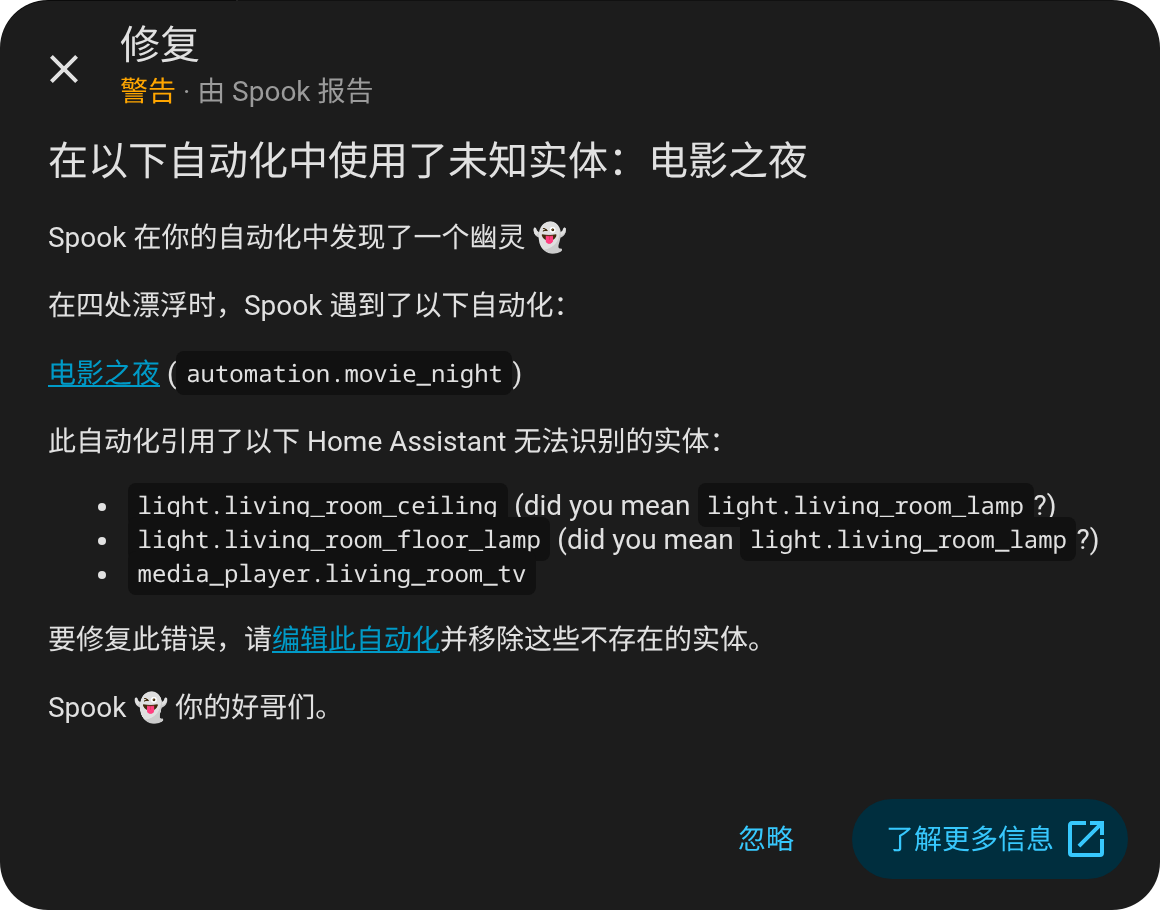 修复
警告 · 由 Spook 报告
在以下自动化中使用了未知实体：电影之夜
Spook 在你的自动化中发现了一个幽灵 👻
在四处漂浮时，Spook 遇到了以下自动化：
电影之夜 (automation.movie_night)
此自动化引用了以下 Home Assistant 无法识别的实体：
• light.living_room_ceiling (did you mean light.living_room_lamp?)
• light.living_room_floor_lamp (did you mean light.living_room_lamp?)
• media_player.living_room_tv
要修复此错误，请编辑此自动化并移除这些不存在的实体。
Spook 👻 你的好哥们。
忽略
了解更多信息